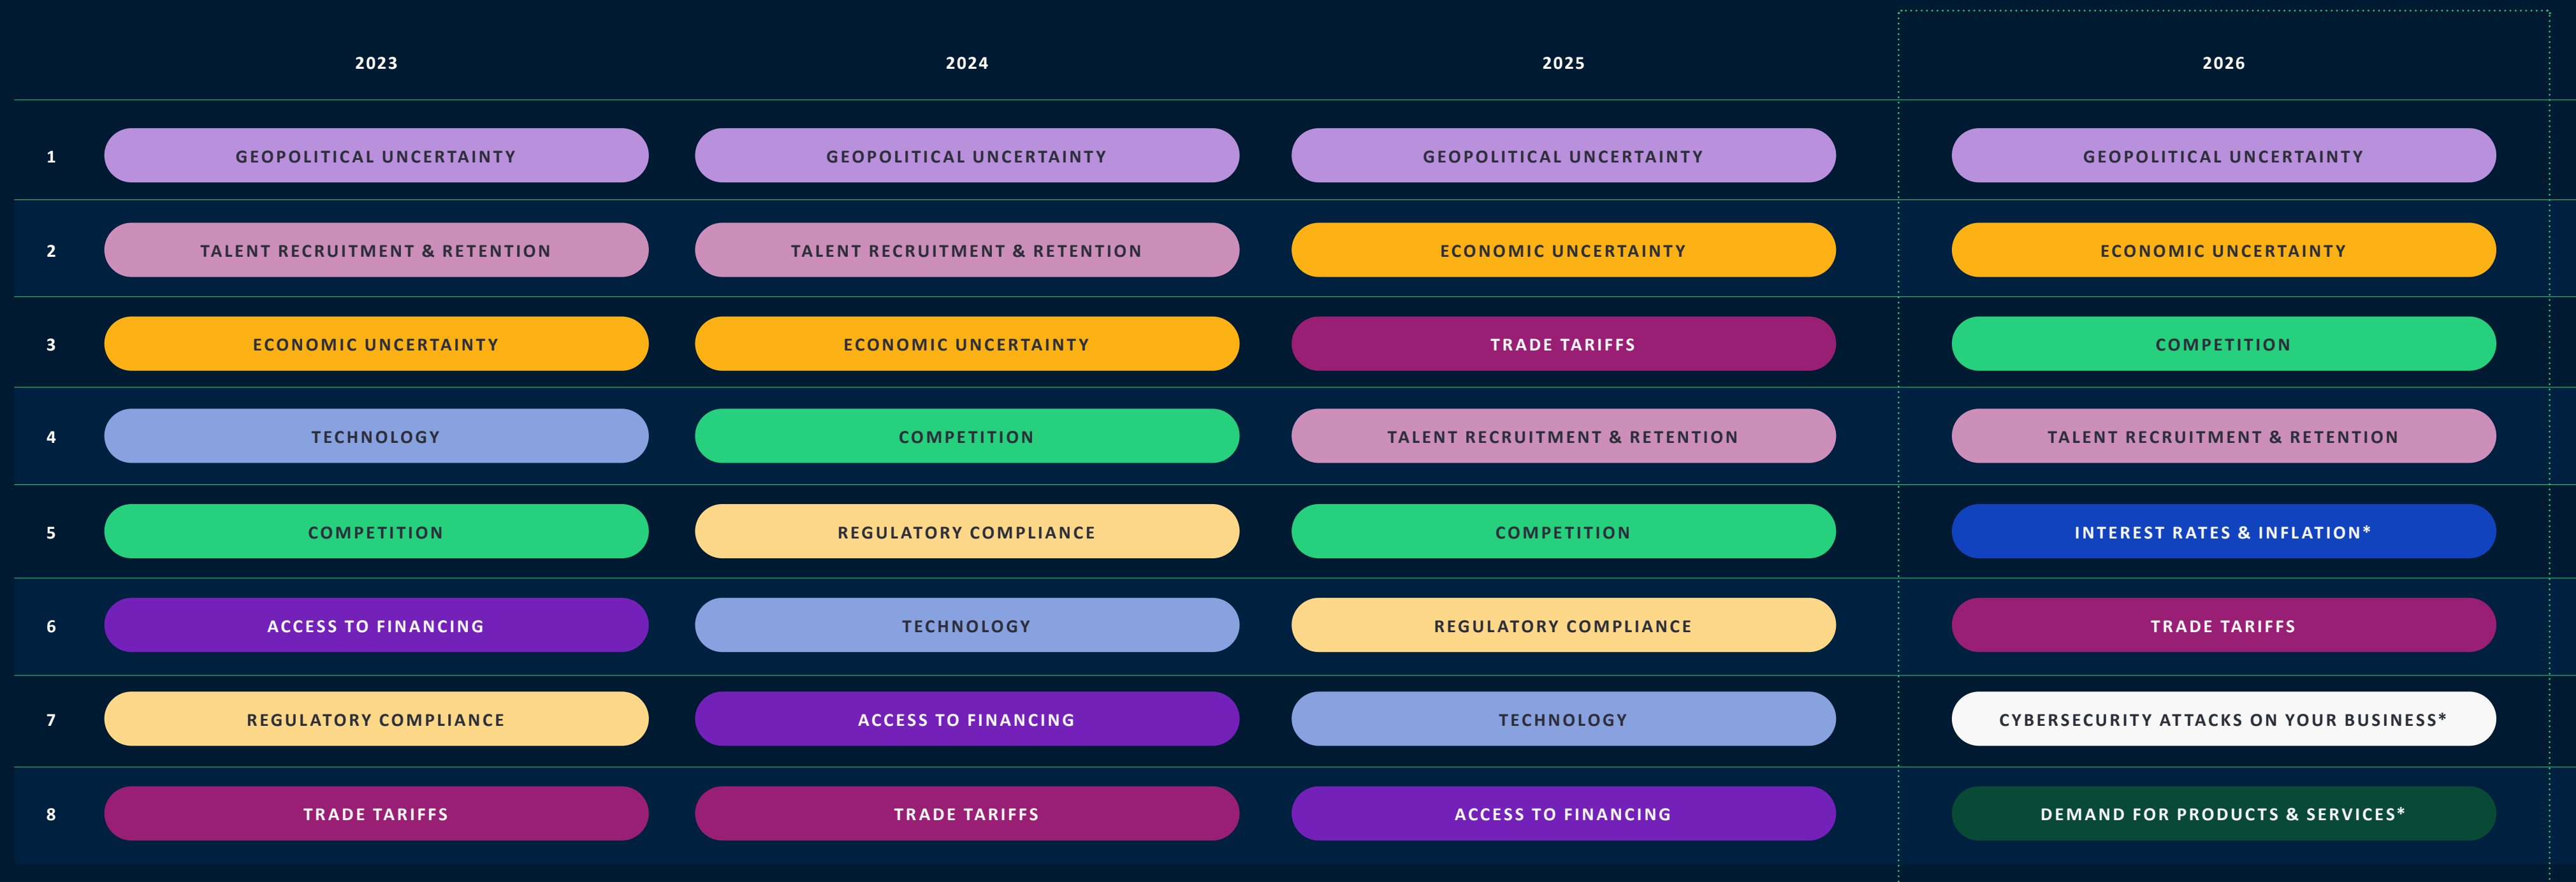 2023 2024 2025 2026
1 GEOPOLITICAL UNCERTAINTY GEOPOLITICAL UNCERTAINTY GEOPOLITICAL UNCERTAINTY GEOPOLITICAL UNCERTAINTY
2 TALENT RECRUITMENT & RETENTION TALENT RECRUITMENT & RETENTION ECONOMIC UNCERTAINTY ECONOMIC UNCERTAINTY
3 ECONOMIC UNCERTAINTY ECONOMIC UNCERTAINTY TRADE TARIFFS COMPETITION
4 TECHNOLOGY COMPETITION TALENT RECRUITMENT & RETENTION TALENT RECRUITMENT & RETENTION
5 COMPETITION REGULATORY COMPLIANCE COMPETITION INTEREST RATES & INFLATION*
6 ACCESS TO FINANCING TECHNOLOGY REGULATORY COMPLIANCE TRADE TARIFFS
7 REGULATORY COMPLIANCE ACCESS TO FINANCING TECHNOLOGY CYBERSECURITY ATTACKS ON YOUR BUSINESS*
8 TRADE TARIFFS TRADE TARIFFS ACCESS TO FINANCING DEMAND FOR PRODUCTS & SERVICES*